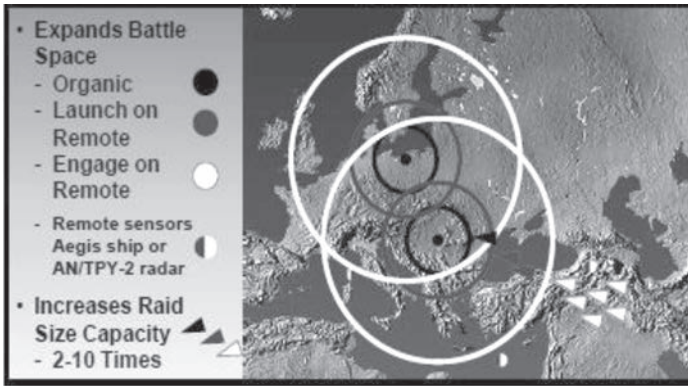 • Expands Battle
Space
- Organic
- Launch on
Remote
- Engage on
Remote
- Remote sensors
Aegis ship or
AN/TPY-2 radar
• Increases Raid
Size Capacity
- 2-10 Times